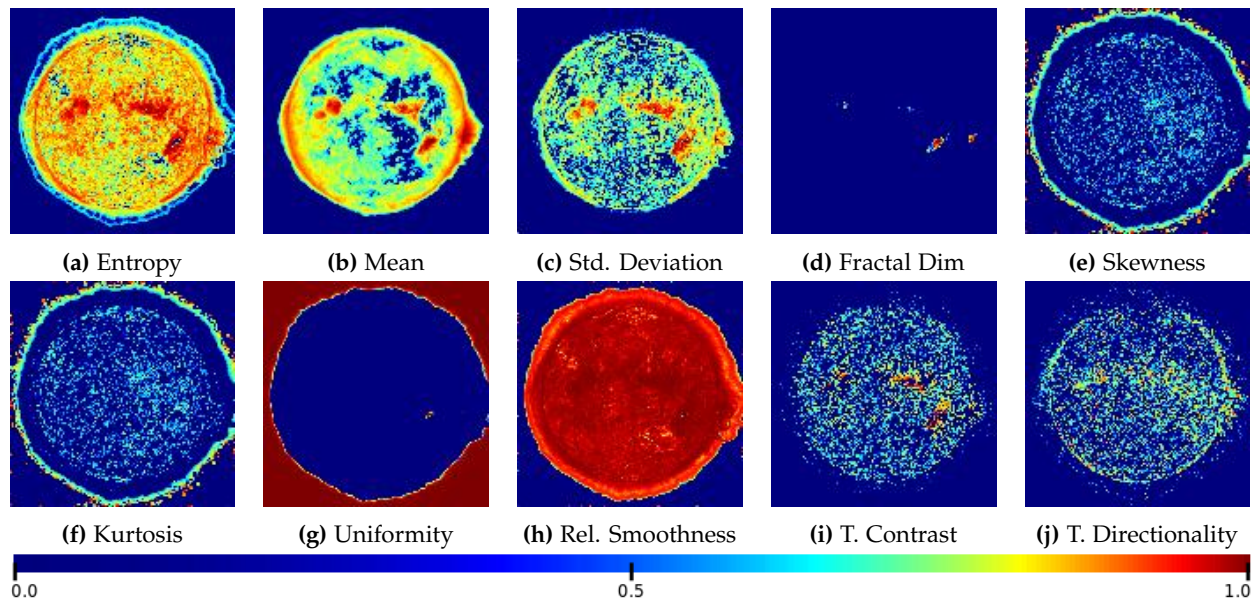 (a) Entropy
(b) Mean
(c) Std. Deviation
(d) Fractal Dim
(e) Skewness
(f) Kurtosis
(g) Uniformity
(h) Rel. Smoothness
(i) T. Contrast
(j) T. Directionality
0.0 0.5 1.0